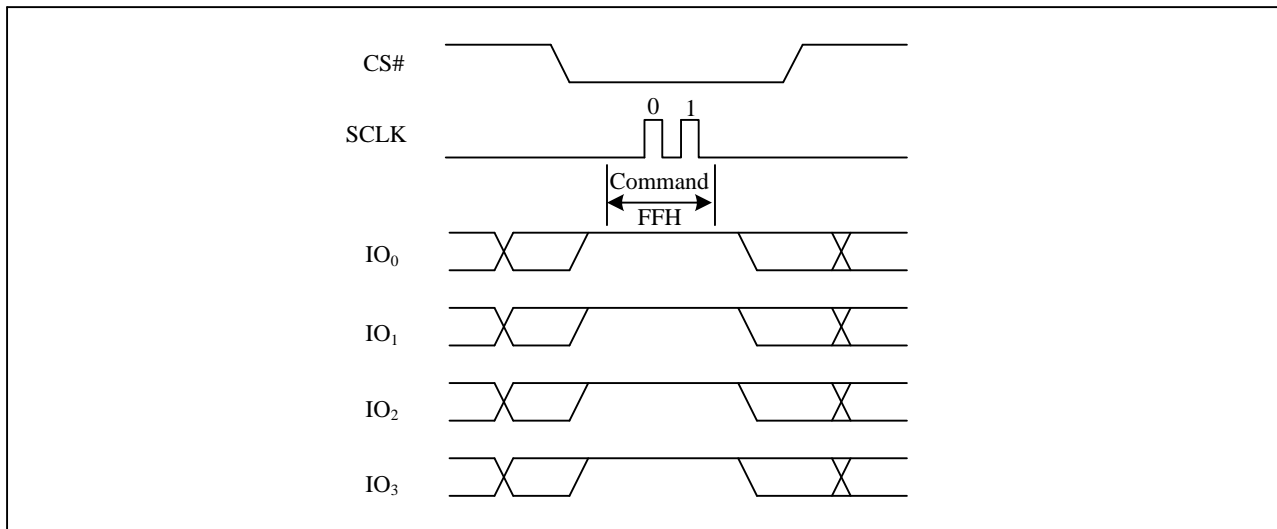 CS#
0 1
SCLK
Command
FFH
IO₀
IO₁
IO₂
IO₃